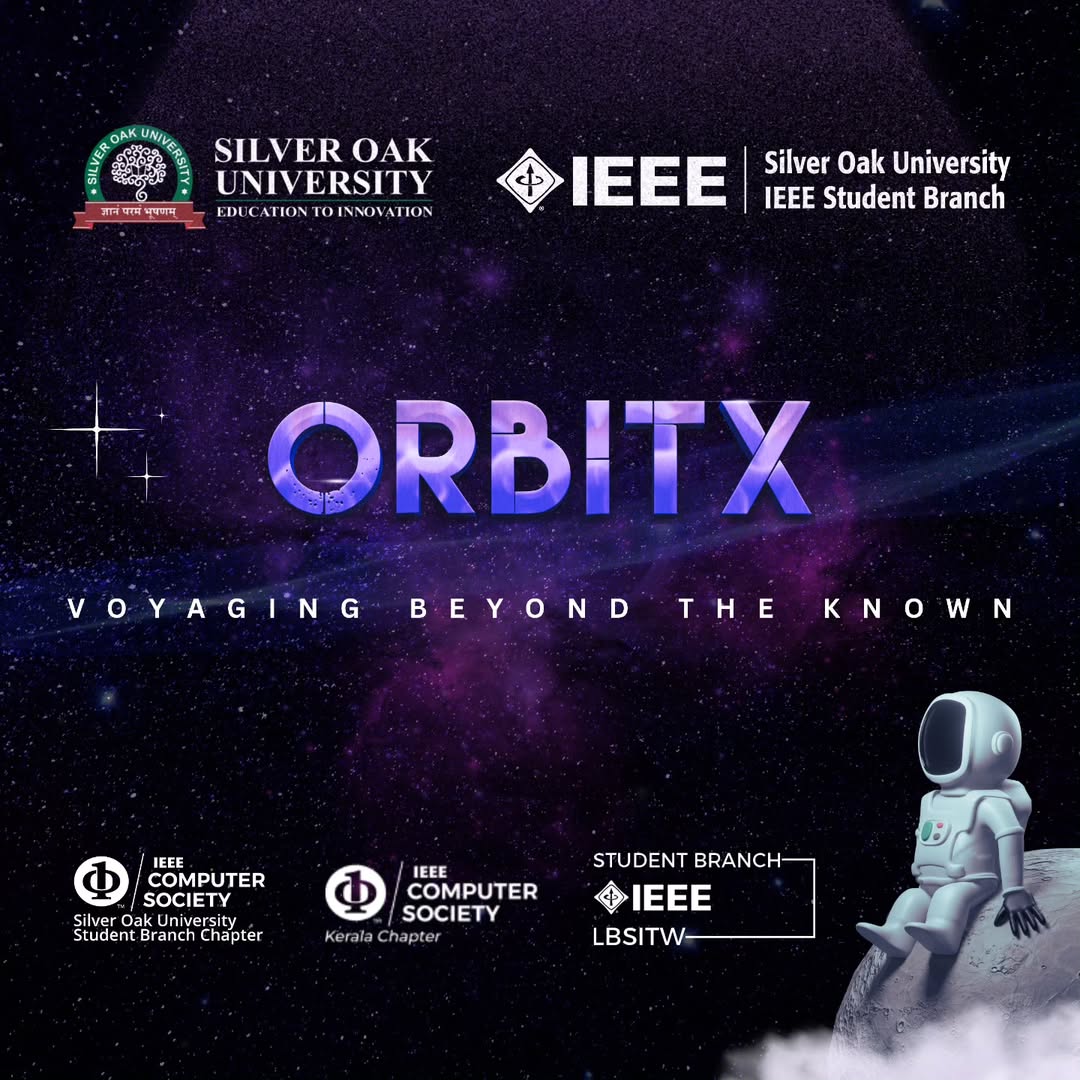 SILVER OAK UNIVERSITY
ज्ञानं परमं भूषणम्
SILVER OAK
UNIVERSITY
EDUCATION TO INNOVATION
IEEE
Silver Oak University
IEEE Student Branch
ORBITX
VOYAGING BEYOND THE KNOWN
IEEE
COMPUTER
SOCIETY
Silver Oak University
Student Branch Chapter
IEEE
COMPUTER
SOCIETY
Kerala Chapter
STUDENT BRANCH
IEEE
LBSITW